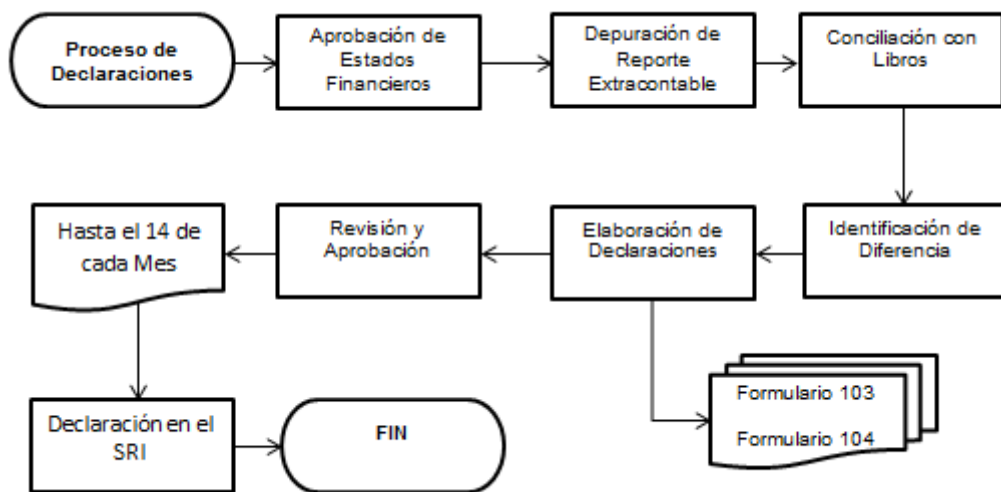 Proceso de
Declaraciones
Aprobación de
Estados
Financieros
Depuración de
Reporte
Extracontable
Conciliación con
Libros
Identificación de
Diferencia
Elaboración de
Declaraciones
Revisión y
Aprobación
Hasta el 14 de
cada Mes
Formulario 103
Formulario 104
Declaración en el
SRI
FIN